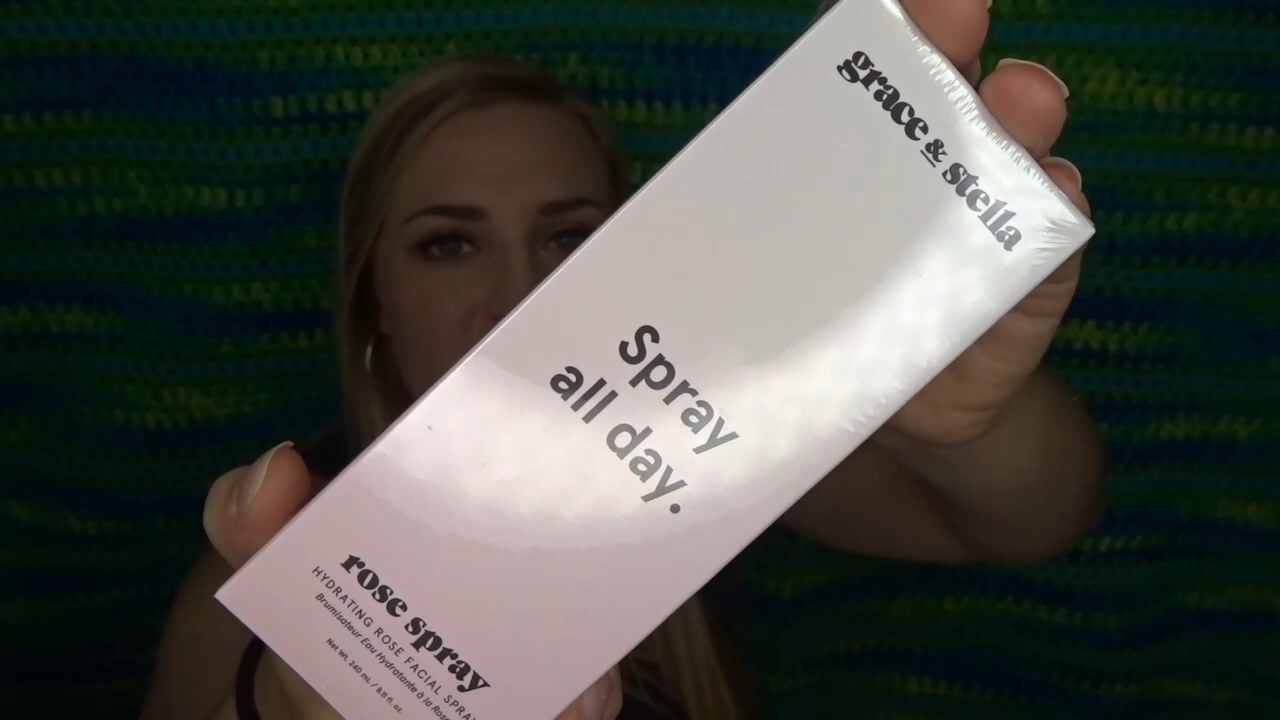 grace & stella
Spray
all day.
rose spray
HYDRATING ROSE FACIAL SPRAY
Brumisateur Eau Hydratante à la Rose
Net Wt. 240 mL / 8.11 fl. oz.